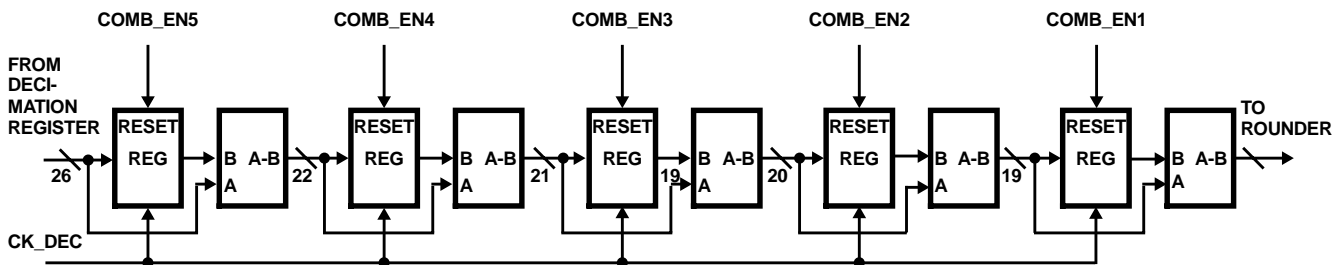 COMB_EN5 COMB_EN4 COMB_EN3 COMB_EN2 COMB_EN1
FROM
DECI-
MATION
REGISTER
TO
ROUNDER
RESET RESET RESET RESET RESET
REG B A-B REG B A-B REG 19 B A-B REG B A-B REG B A-B
26 A 22 A 21 A 20 A 19 A
CK_DEC